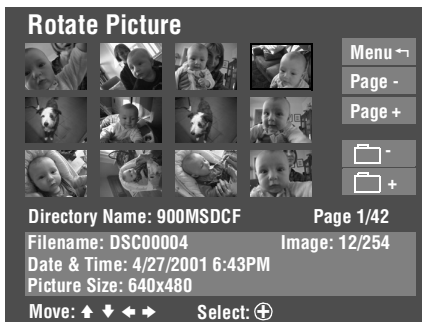 Rotate Picture
Menu
Page -
Page +
-
+
Directory Name: 900MSDCF Page 1/42
Filename: DSC00004 Image: 12/254
Date & Time: 4/27/2001 6:43PM
Picture Size: 640x480
Move: Select: